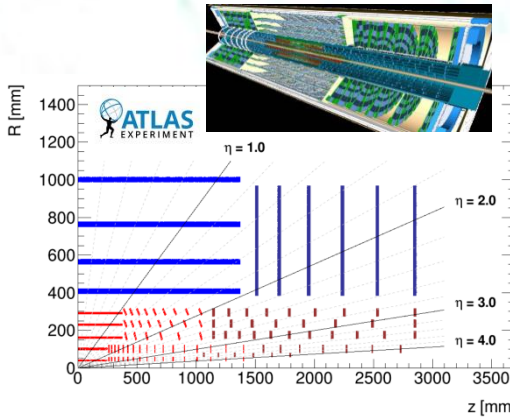 R [mm]
1400
1200
1000
800
600
400
200
0
ATLAS
EXPERIMENT
η = 1.0
η = 2.0
η = 3.0
η = 4.0
0 500 1000 1500 2000 2500 3000 3500
z [mm]